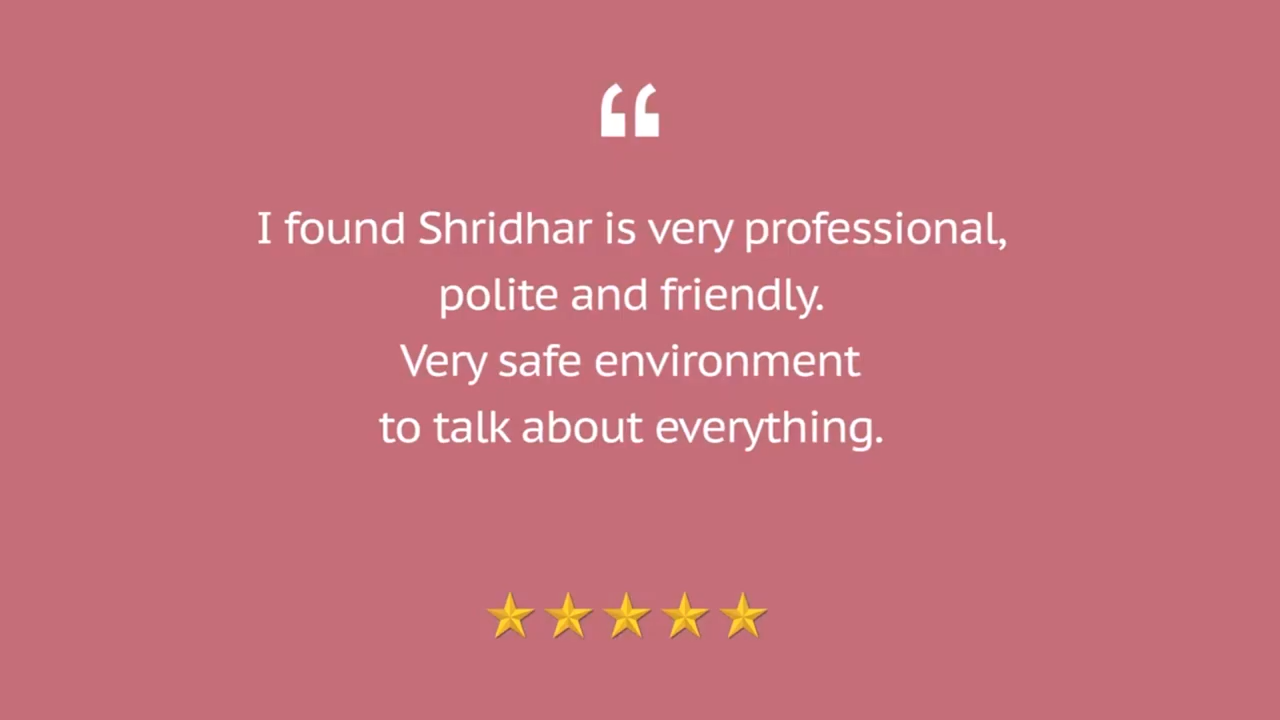 “
I found Shridhar is very professional,
polite and friendly.
Very safe environment
to talk about everything.